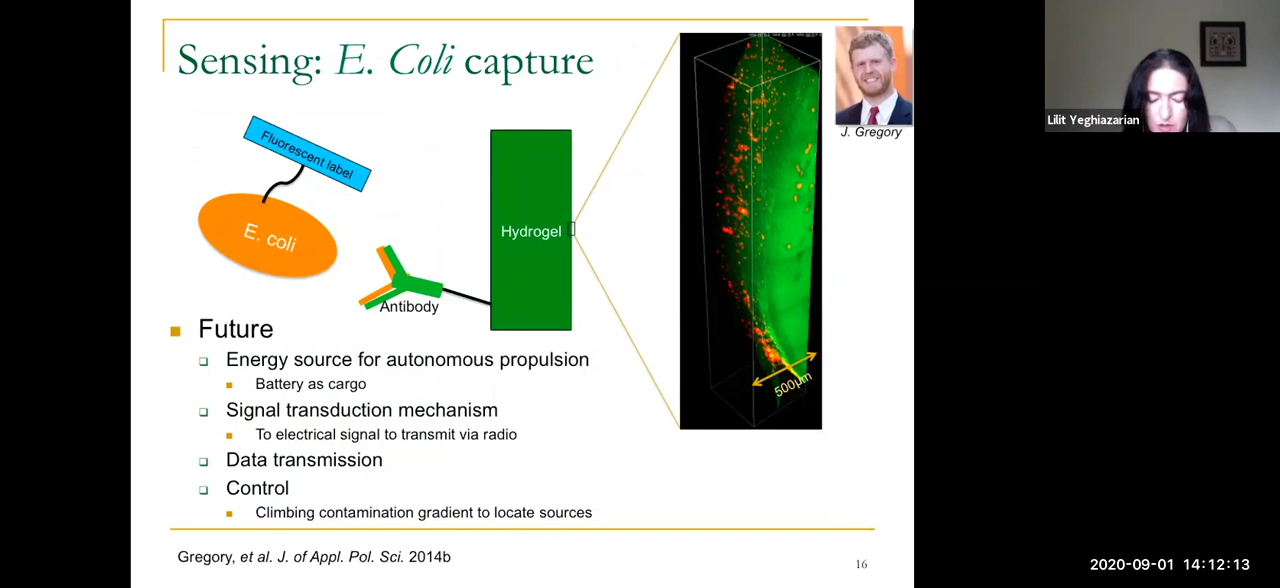 Sensing: E. Coli capture
Fluorescent label
E. coli
Hydrogel
Antibody
500µm
J. Gregory
Lilit Yeghiazarian
Future
Energy source for autonomous propulsion
Battery as cargo
Signal transduction mechanism
To electrical signal to transmit via radio
Data transmission
Control
Climbing contamination gradient to locate sources
Gregory, et al. J. of Appl. Pol. Sci. 2014b
16
2020-09-01 14:12:13